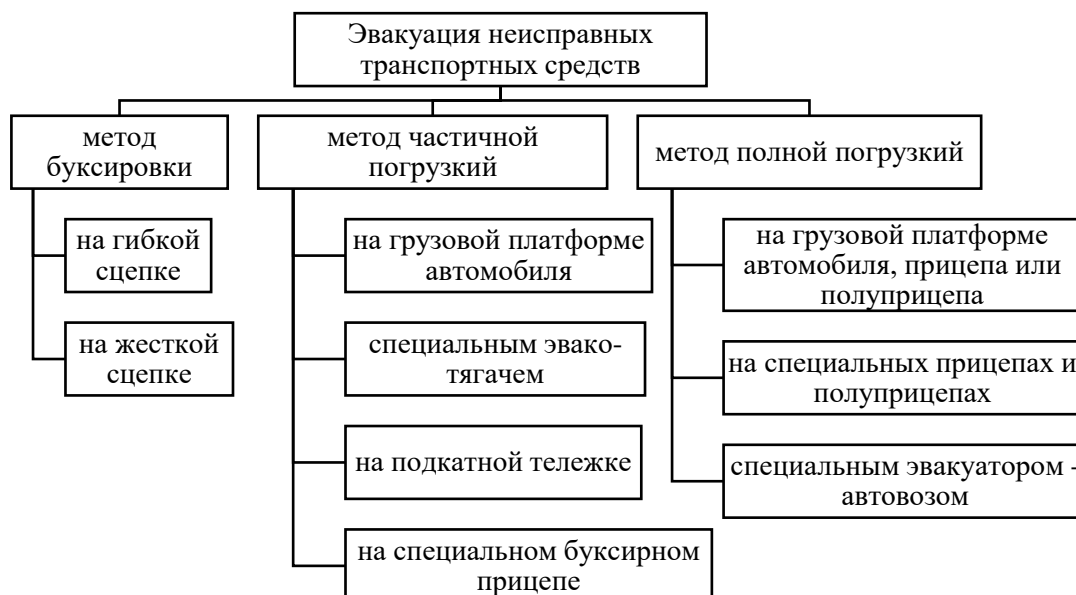 Эвакуация неисправных
транспортных средств
метод
буксировки
на гибкой
сцепке
на жесткой
сцепке
метод частичной
погрузкий
на грузовой платформе
автомобиля
специальным эвако-
тягачем
на подкатной тележке
на специальном буксирном
прицепе
метод полной погрузкий
на грузовой платформе
автомобиля, прицепа или
полуприцепа
на специальных прицепах и
полуприцепах
специальным эвакуатором -
автовозом